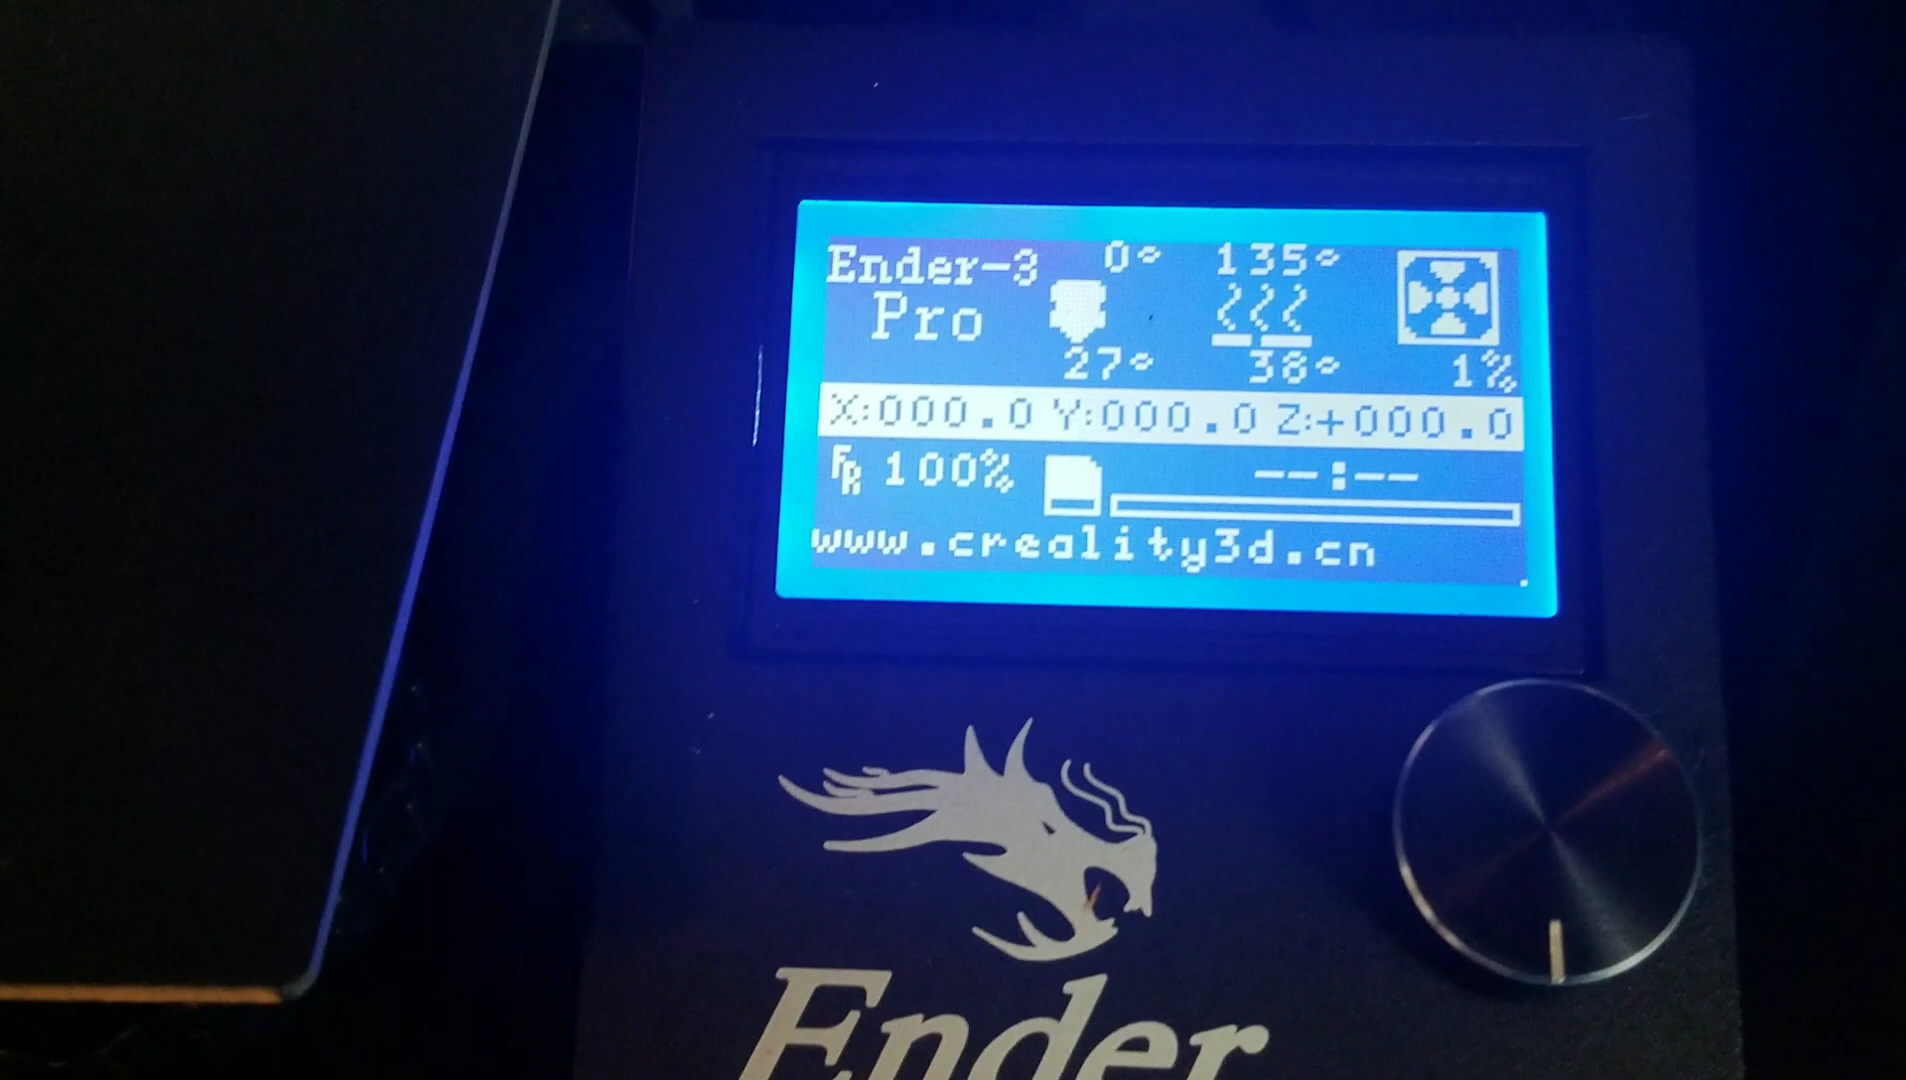 Ender-3 0° 135°
Pro
27° 38° 1%
X:000.0 Y:000.0 Z:+000.0
FR 100% --:--
www.creality3d.cn
Ender